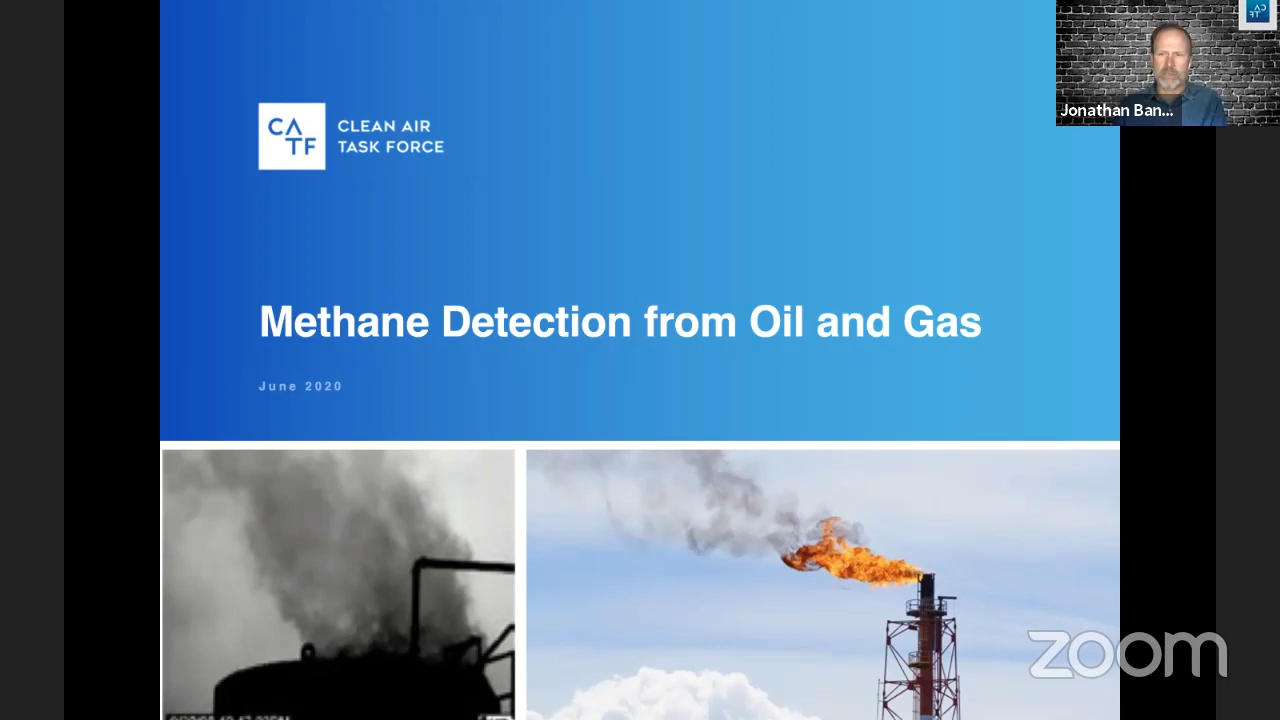 CA
TF
CLEAN AIR
TASK FORCE
Jonathan Ban...
Methane Detection from Oil and Gas
June 2020
zoom